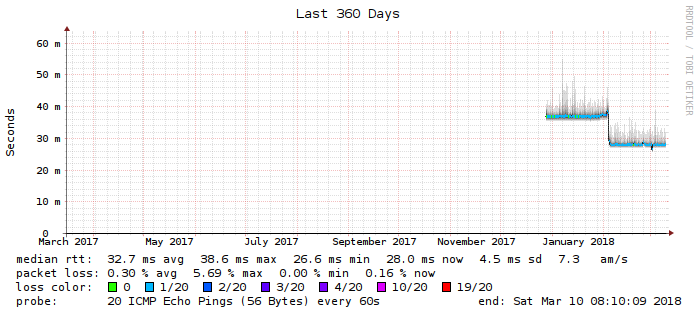 Last 360 Days
RRDTOOL / TOBI OETIKER
Seconds
60 m
50 m
40 m
30 m
20 m
10 m
0
March 2017 May 2017 July 2017 September 2017 November 2017 January 2018
median rtt: 32.7 ms avg 38.6 ms max 26.6 ms min 28.0 ms now 4.5 ms sd 7.3 am/s
packet loss: 0.30 % avg 5.69 % max 0.00 % min 0.16 % now
loss color: 0 1/20 2/20 3/20 4/20 10/20 19/20
probe: 20 ICMP Echo Pings (56 Bytes) every 60s end: Sat Mar 10 08:10:09 2018